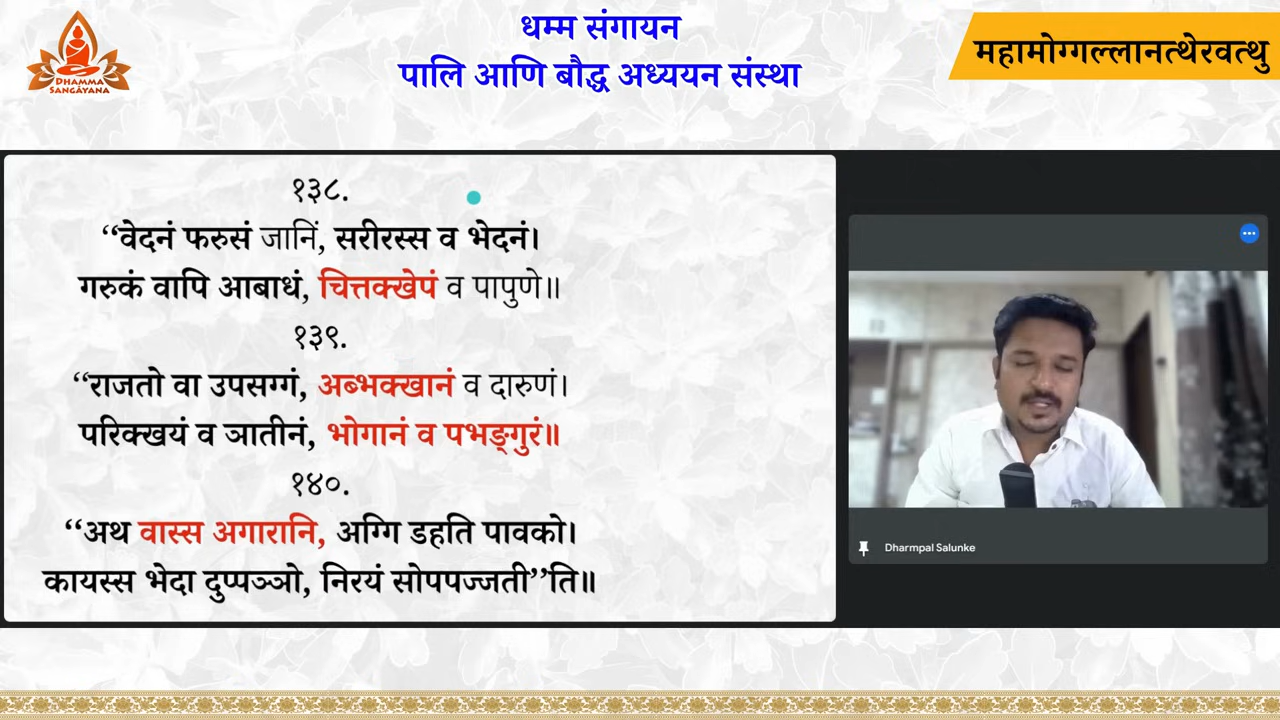 धम्म संगायन
पालि आणि बौद्ध अध्ययन संस्था
महामोग्गल्लानत्थेरवत्थु
DHAMMA
SANGĀYANA
१३८.
‘‘वेदनं फरुसं जानिं, सरीरस्स व भेदनं।
गरुकं वापि आबाधं, चित्तक्खेपं व पापुणे॥
१३९.
‘‘राजतो वा उपसग्गं, अब्भक्खानं व दारुणं।
परिक्खयं व ञातीनं, भोगानं व पभङ्गुरं॥
१४०.
‘‘अथ वास्स अगारानि, अग्गि डहति पावको।
कायस्स भेदा दुप्पञ्ञो, निरयं सोपपज्जती’’ति॥
Dharmpal Salunke